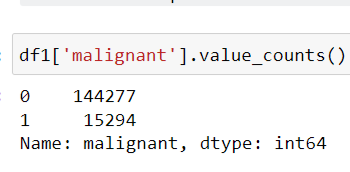 df1['malignant'].value_counts()
0    144277
1     15294
Name: malignant, dtype: int64